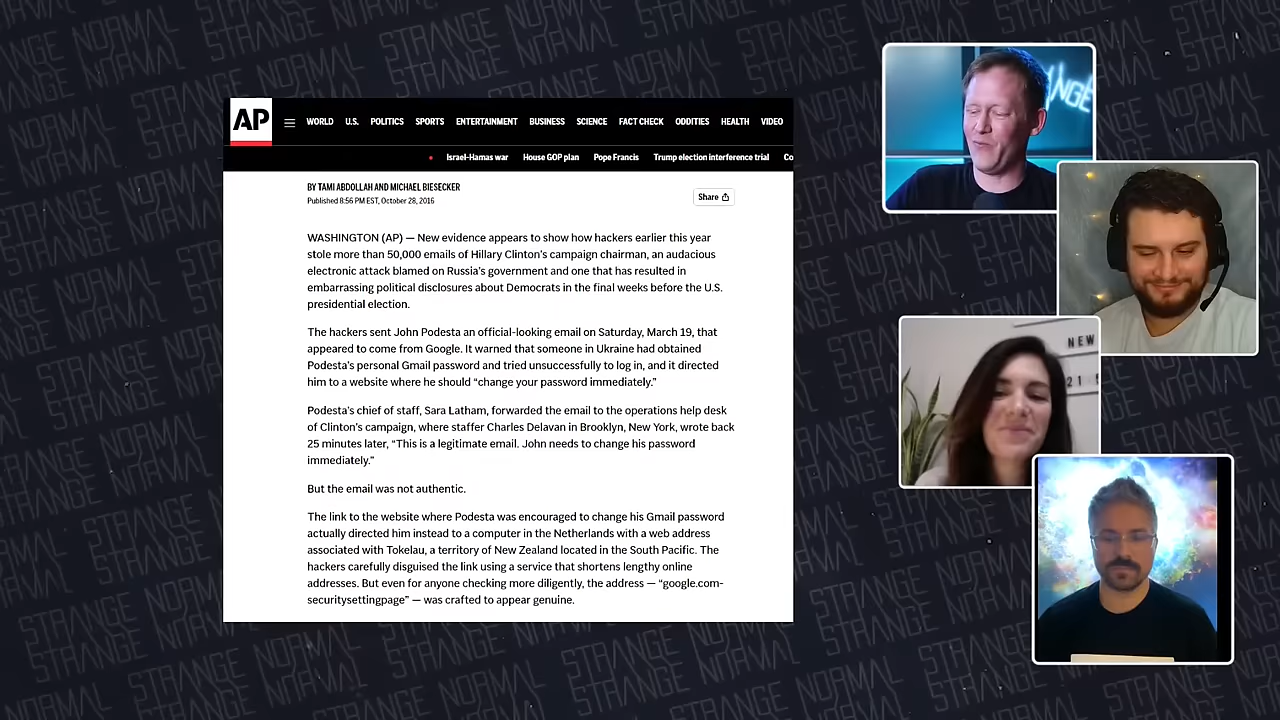 AP
WORLD U.S. POLITICS SPORTS ENTERTAINMENT BUSINESS SCIENCE FACT CHECK ODDITIES HEALTH VIDEO
Israel-Hamas war House GOP plan Pope Francis Trump election interference trial Co
BY TAMI ABDOLLAH AND MICHAEL BIESECKER
Published 8:56 PM EST, October 28, 2016
Share
WASHINGTON (AP) — New evidence appears to show how hackers earlier this year
stole more than 50,000 emails of Hillary Clinton's campaign chairman, an audacious
electronic attack blamed on Russia's government and one that has resulted in
embarrassing political disclosures about Democrats in the final weeks before the U.S.
presidential election.
The hackers sent John Podesta an official-looking email on Saturday, March 19, that
appeared to come from Google. It warned that someone in Ukraine had obtained
Podesta's personal Gmail password and tried unsuccessfully to log in, and it directed
him to a website where he should “change your password immediately.”
Podesta's chief of staff, Sara Latham, forwarded the email to the operations help desk
of Clinton's campaign, where staffer Charles Delavan in Brooklyn, New York, wrote back
25 minutes later, “This is a legitimate email. John needs to change his password
immediately.”
But the email was not authentic.
The link to the website where Podesta was encouraged to change his Gmail password
actually directed him instead to a computer in the Netherlands with a web address
associated with Tokelau, a territory of New Zealand located in the South Pacific. The
hackers carefully disguised the link using a service that shortens lengthy online
addresses. But even for anyone checking more diligently, the address — “google.com-
securitysettingpage” — was crafted to appear genuine.
NGE
NEW
21
STRANGE NORMAL